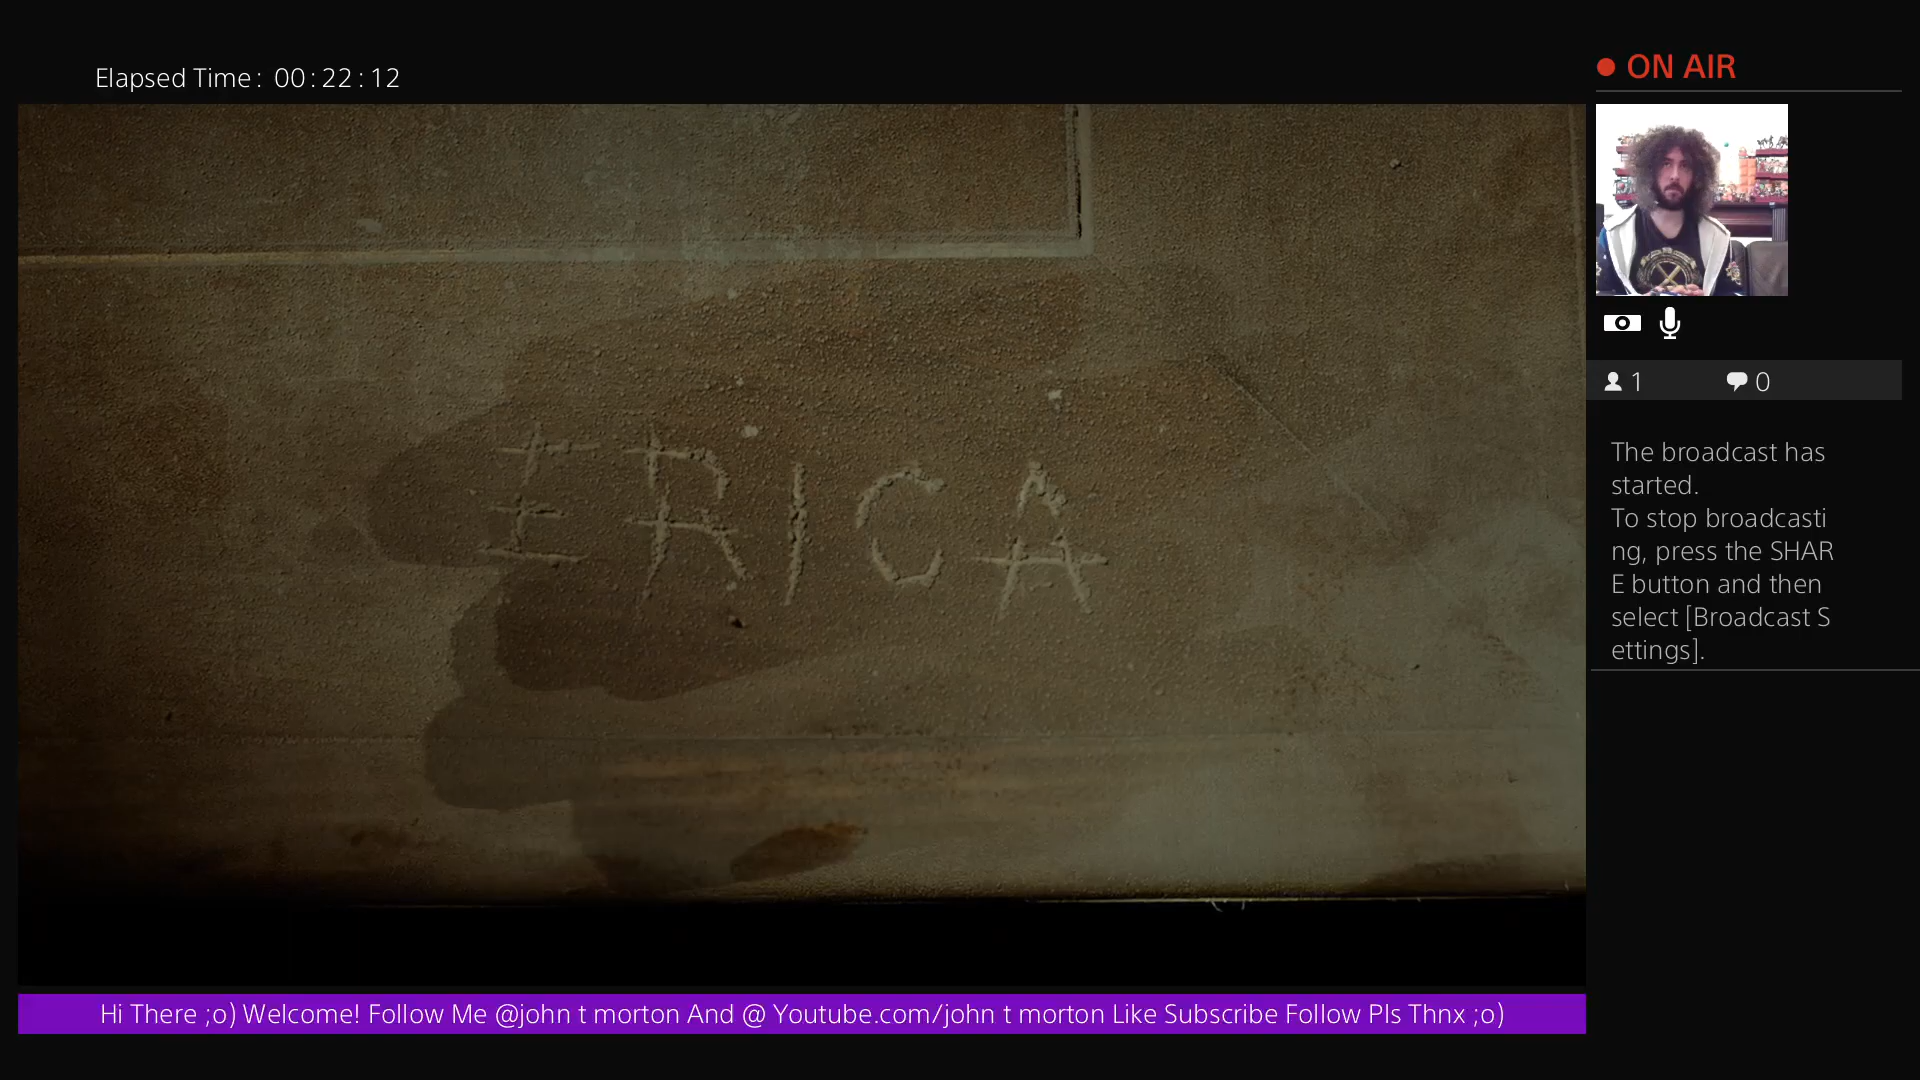 Elapsed Time: 00:22:12
ON AIR
ERICA
1 0
The broadcast has
started.
To stop broadcasti
ng, press the SHAR
E button and then
select [Broadcast S
ettings].
Hi There ;o) Welcome! Follow Me @john t morton And @ Youtube.com/john t morton Like Subscribe Follow Pls Thnx ;o)